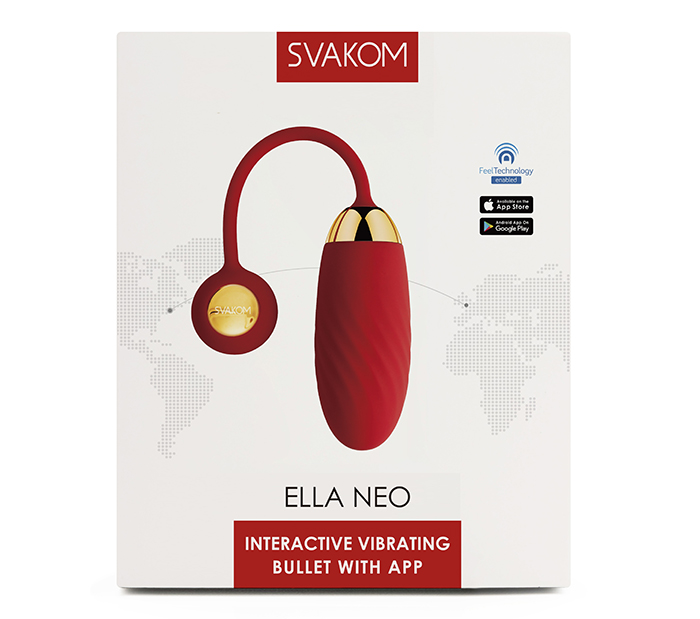 SVAKOM
FeelTechnology
enabled
Available on the
App Store
Android App On
Google Play
SVAKOM
ELLA NEO
INTERACTIVE VIBRATING
BULLET WITH APP